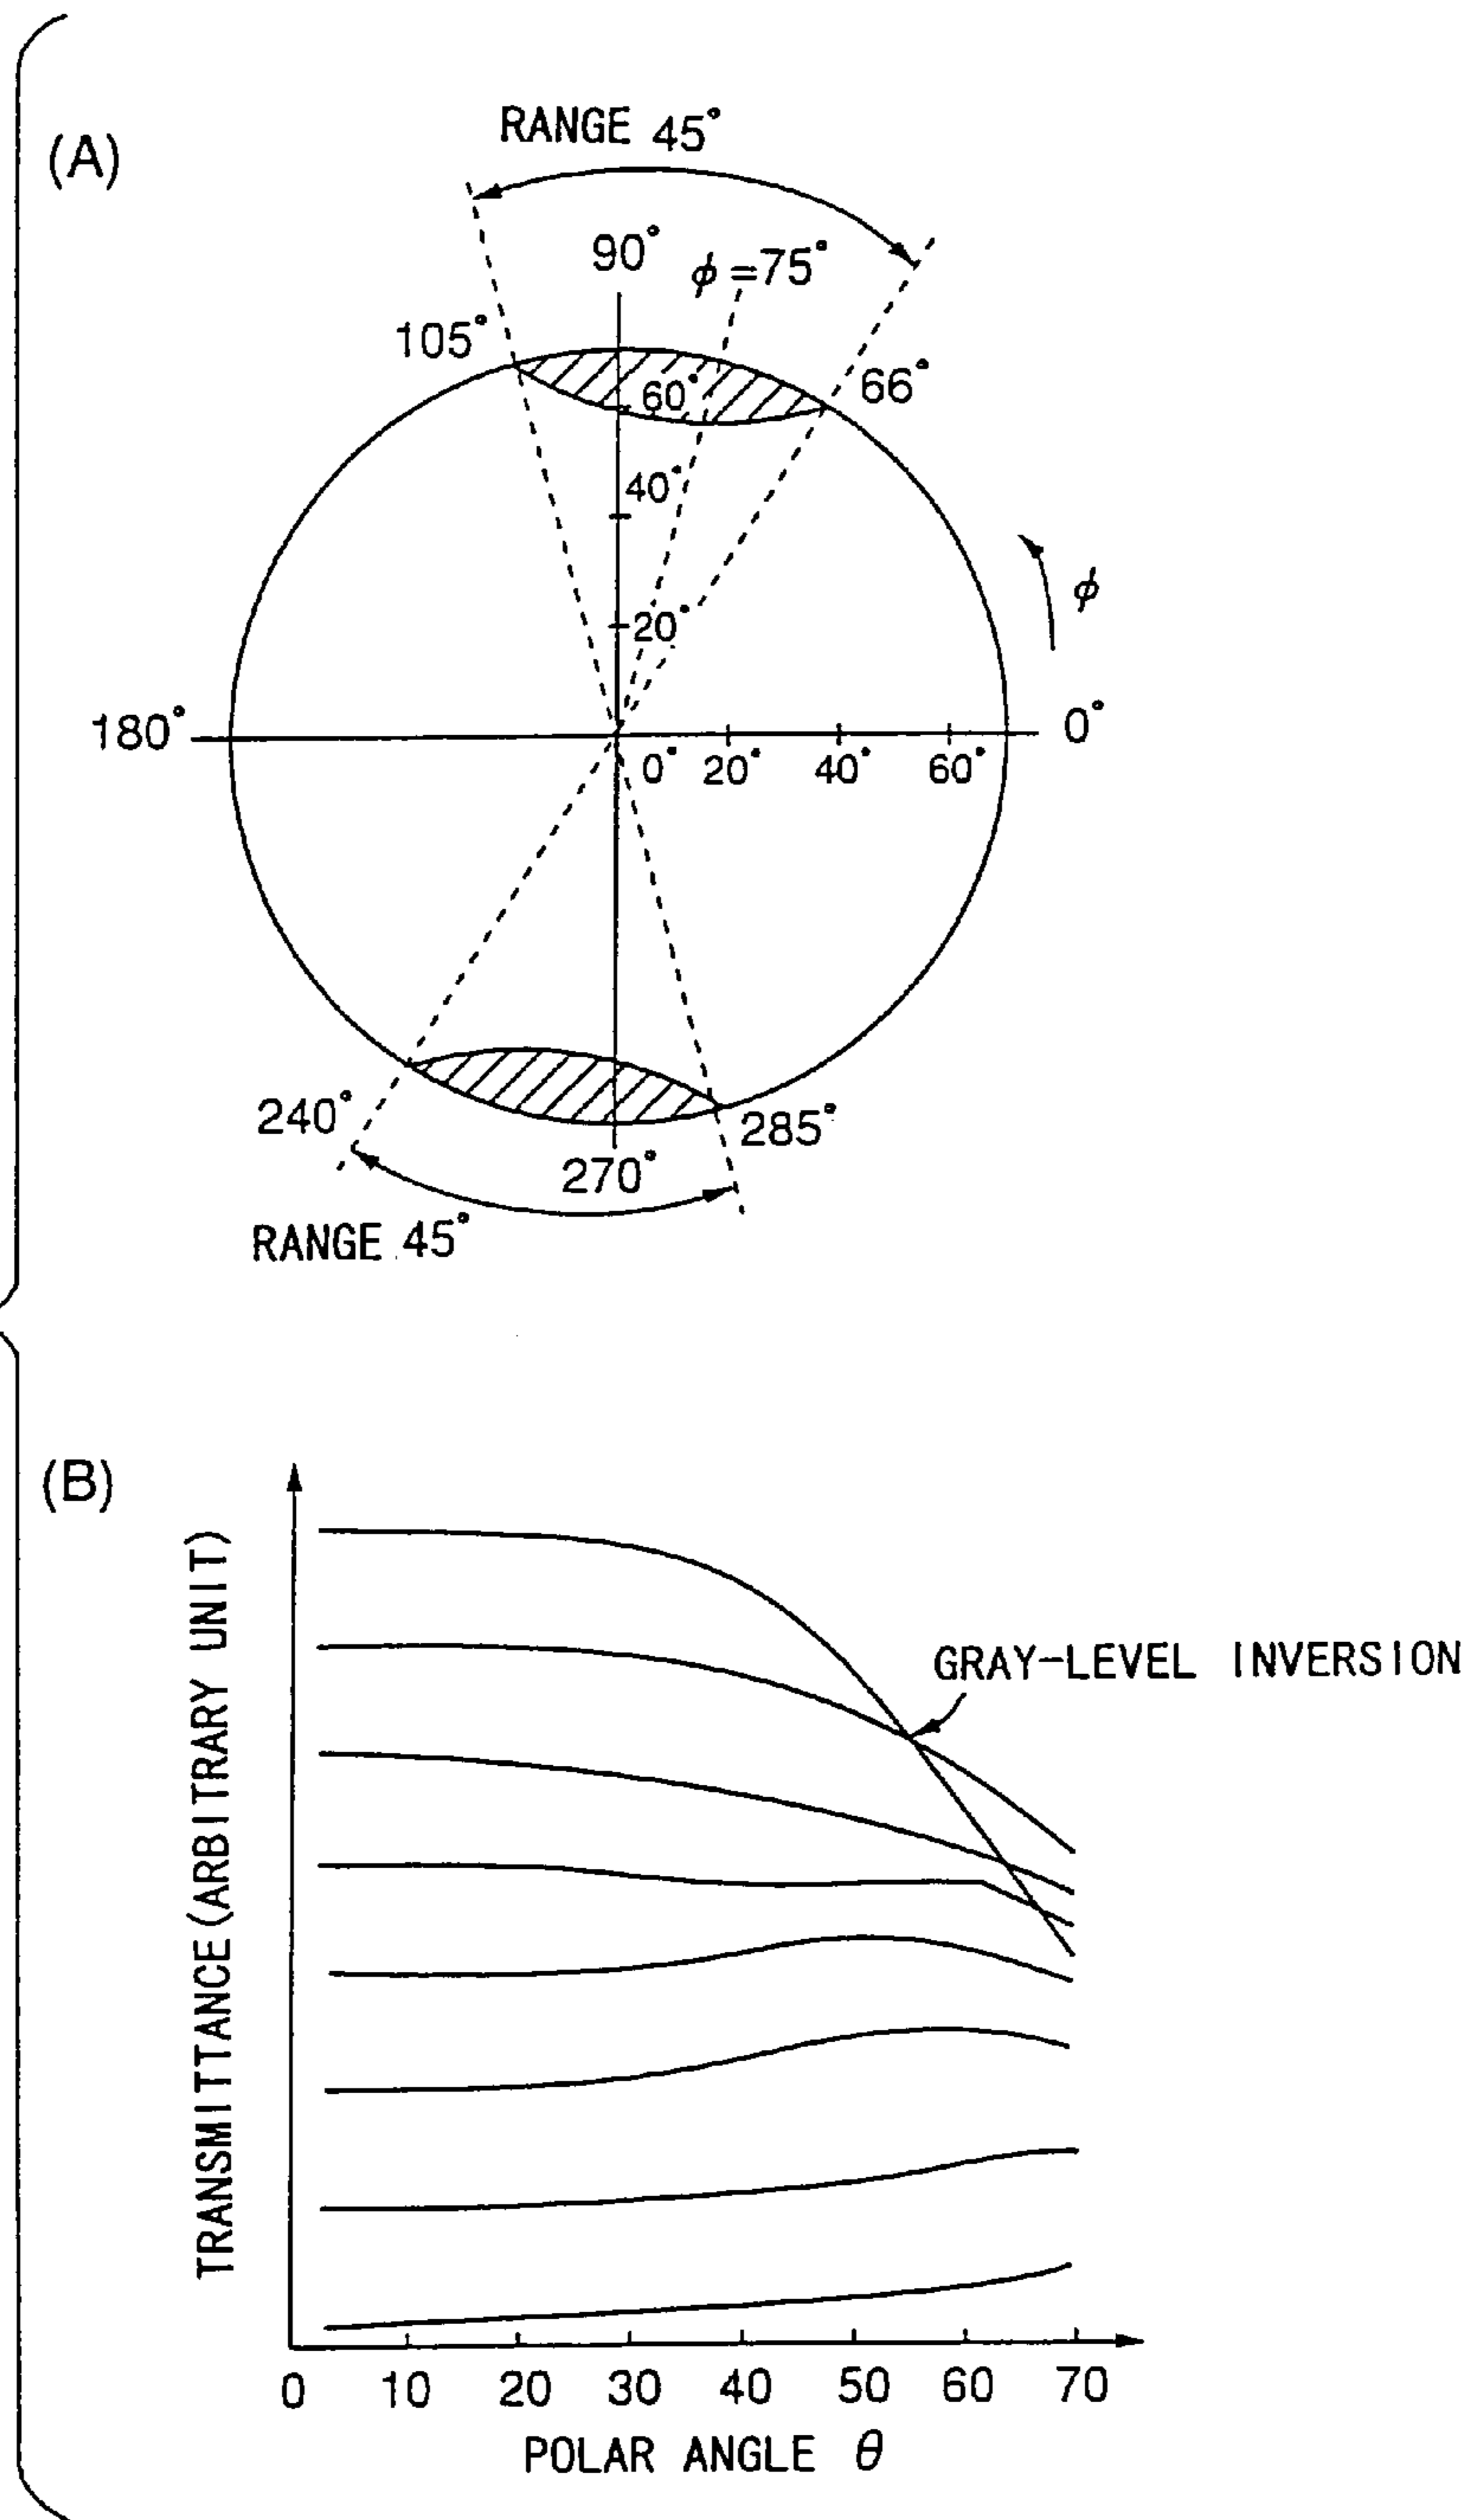 (A)
RANGE 45°
90°
φ=75°
105°
66°
60°
40°
20°
φ
180°
0°
0° 20° 40° 60°
240°
285°
270°
RANGE 45°
(B)
TRANSMITTANCE (ARBITRARY UNIT)
GRAY-LEVEL INVERSION
0 10 20 30 40 50 60 70
POLAR ANGLE θ